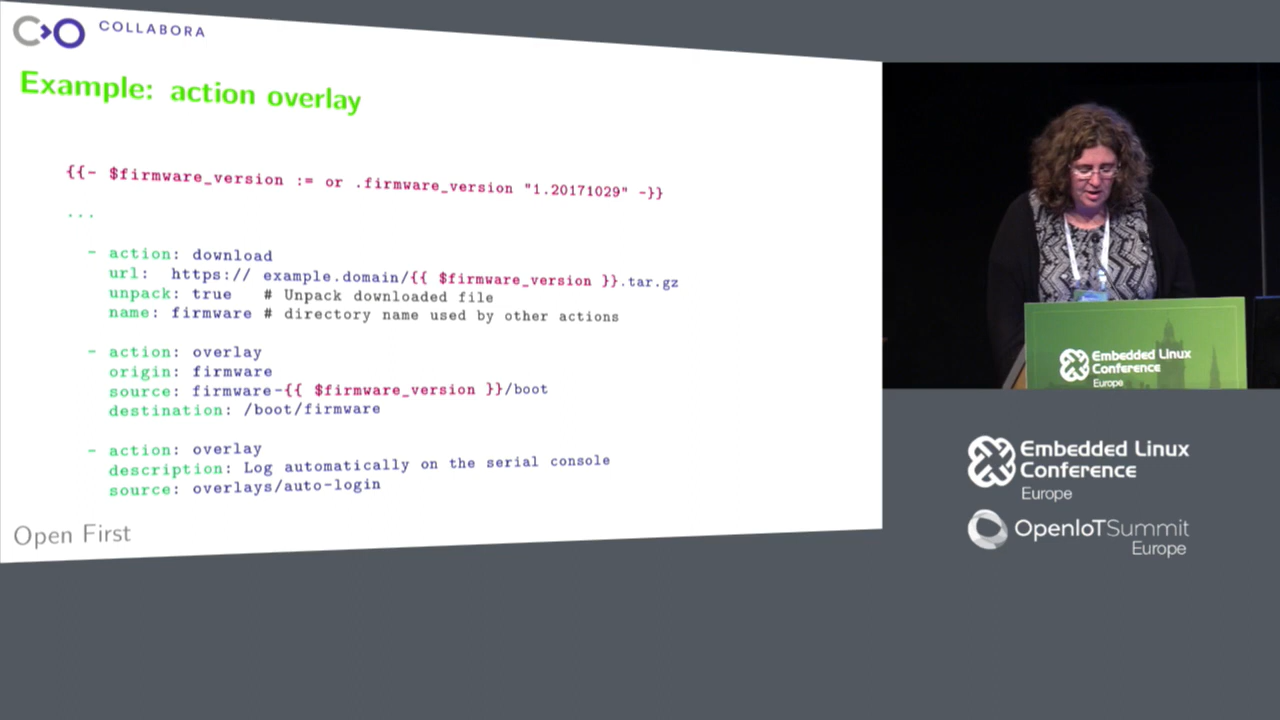 COLLABORA
Example: action overlay
{{- $firmware_version := or .firmware_version "1.20171029" -}}
...
- action: download
url: https:// example.domain/{{ $firmware_version }}.tar.gz
unpack: true # Unpack downloaded file
name: firmware # directory name used by other actions
- action: overlay
origin: firmware
source: firmware-{{ $firmware_version }}/boot
destination: /boot/firmware
- action: overlay
description: Log automatically on the serial console
source: overlays/auto-login
Open First
Embedded Linux
Conference
Europe
Embedded Linux
Conference
Europe
OpenIoTSummit
Europe